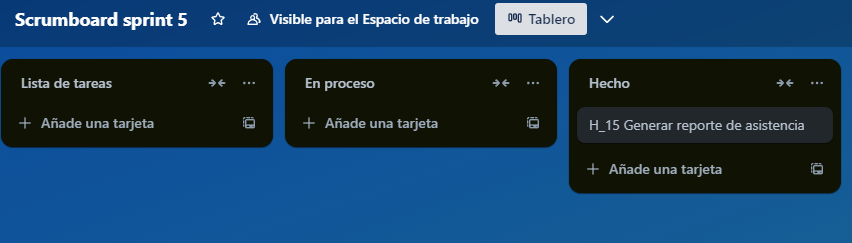 Scrumboard sprint 5
Visible para el Espacio de trabajo
Tablero
Lista de tareas
Añade una tarjeta
En proceso
Añade una tarjeta
Hecho
H_15 Generar reporte de asistencia
Añade una tarjeta